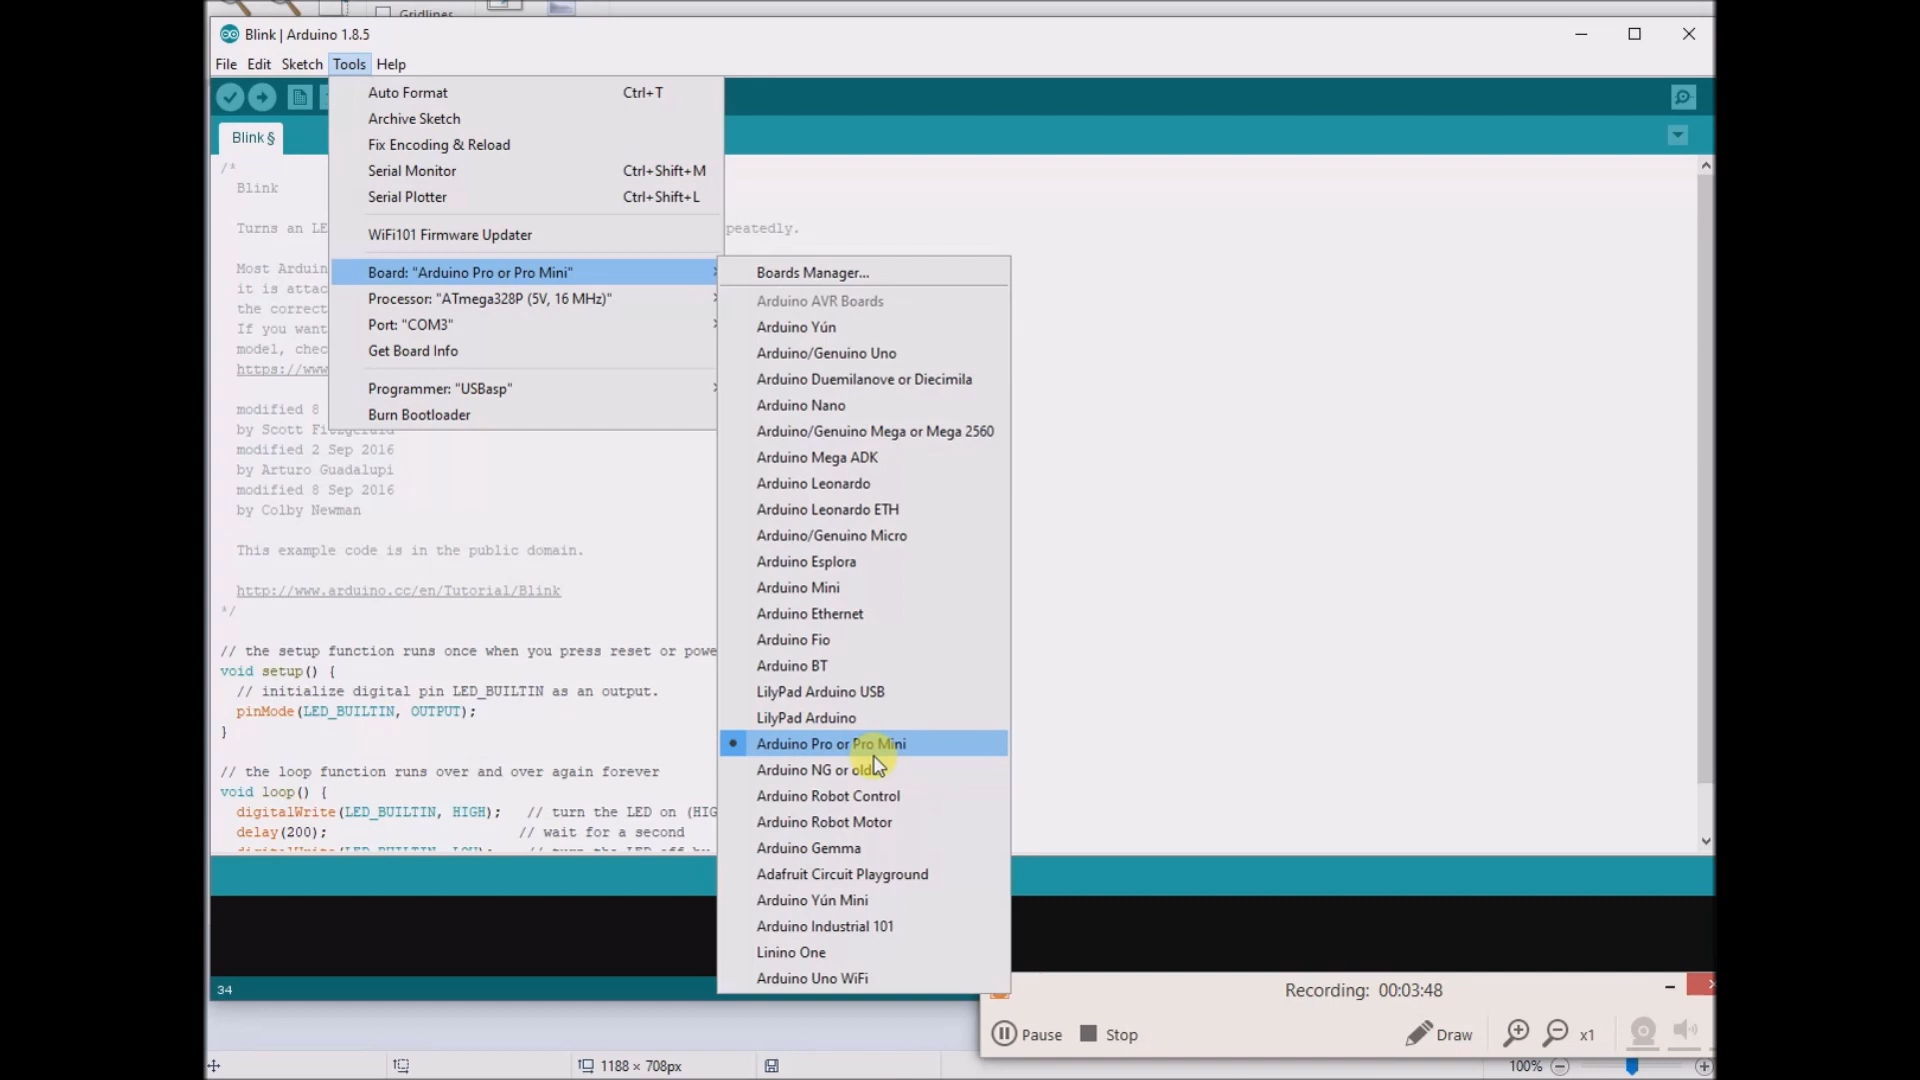 Gridlines
Blink | Arduino 1.8.5
File Edit Sketch Tools Help
Auto Format Ctrl+T
Archive Sketch
Fix Encoding & Reload
Serial Monitor Ctrl+Shift+M
Serial Plotter Ctrl+Shift+L
WiFi101 Firmware Updater
Board: "Arduino Pro or Pro Mini"
Processor: "ATmega328P (5V, 16 MHz)"
Port: "COM3"
Get Board Info
Programmer: "USBasp"
Burn Bootloader
Boards Manager...
Arduino AVR Boards
Arduino Yún
Arduino/Genuino Uno
Arduino Duemilanove or Diecimila
Arduino Nano
Arduino/Genuino Mega or Mega 2560
Arduino Mega ADK
Arduino Leonardo
Arduino Leonardo ETH
Arduino/Genuino Micro
Arduino Esplora
Arduino Mini
Arduino Ethernet
Arduino Fio
Arduino BT
LilyPad Arduino USB
LilyPad Arduino
Arduino Pro or Pro Mini
Arduino NG or older
Arduino Robot Control
Arduino Robot Motor
Arduino Gemma
Adafruit Circuit Playground
Arduino Yún Mini
Arduino Industrial 101
Linino One
Arduino Uno WiFi
Blink §
/*
Blink
Turns an LE peatedly.
Most Arduin
it is attac
the correct
If you want
model, chec
https://www
modified 8
by Scott Fitzgerald
modified 2 Sep 2016
by Arturo Guadalupi
modified 8 Sep 2016
by Colby Newman
This example code is in the public domain.
http://www.arduino.cc/en/Tutorial/Blink
*/
// the setup function runs once when you press reset or powe
void setup() {
// initialize digital pin LED_BUILTIN as an output.
pinMode(LED_BUILTIN, OUTPUT);
}
// the loop function runs over and over again forever
void loop() {
digitalWrite(LED_BUILTIN, HIGH); // turn the LED on (HIG
delay(200); // wait for a second
digitalWrite(LED_BUILTIN, LOW); // turn the LED off by
34
Recording: 00:03:48
Pause Stop Draw x1
1188 × 708px 100%